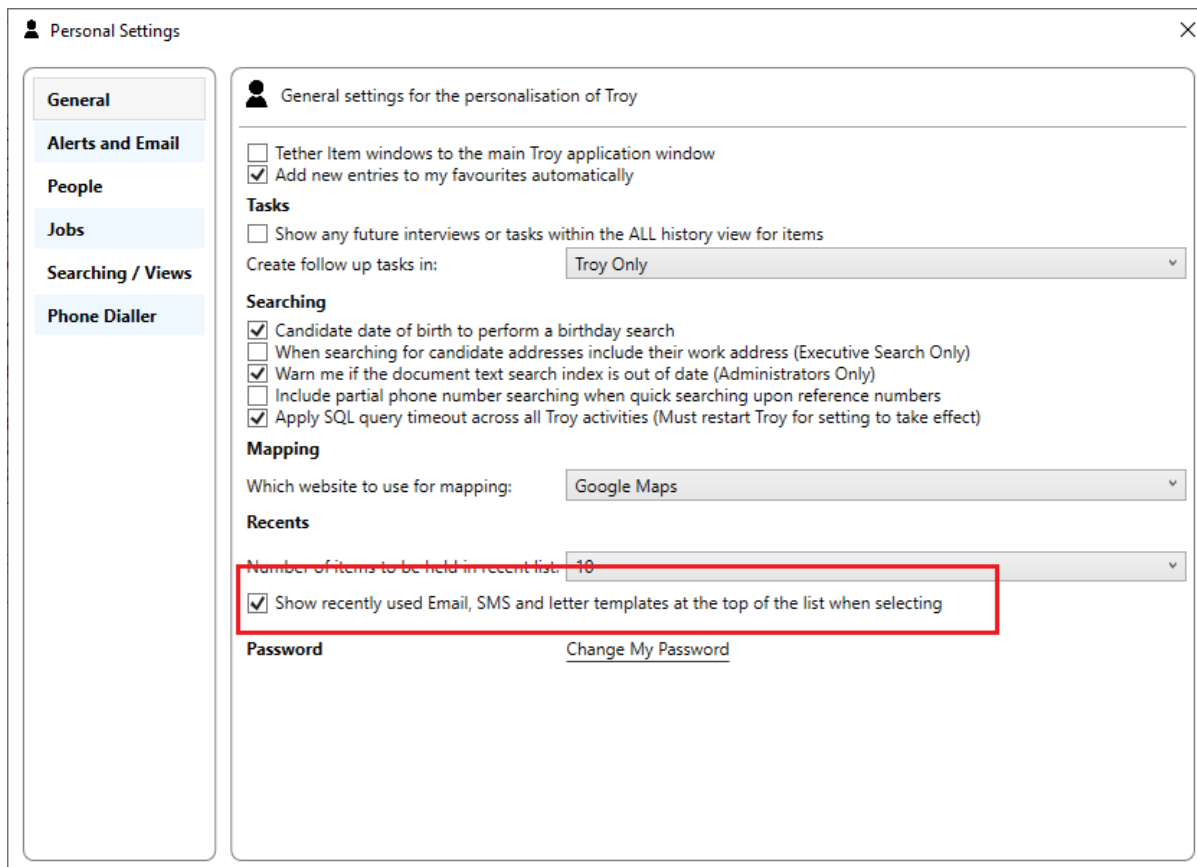 Personal Settings
General
Alerts and Email
People
Jobs
Searching / Views
Phone Dialler
General settings for the personalisation of Troy
Tether Item windows to the main Troy application window
Add new entries to my favourites automatically
Tasks
Show any future interviews or tasks within the ALL history view for items
Create follow up tasks in: Troy Only
Searching
Candidate date of birth to perform a birthday search
When searching for candidate addresses include their work address (Executive Search Only)
Warn me if the document text search index is out of date (Administrators Only)
Include partial phone number searching when quick searching upon reference numbers
Apply SQL query timeout across all Troy activities (Must restart Troy for setting to take effect)
Mapping
Which website to use for mapping: Google Maps
Recents
Number of items to be held in recent list: 10
Show recently used Email, SMS and letter templates at the top of the list when selecting
Password Change My Password